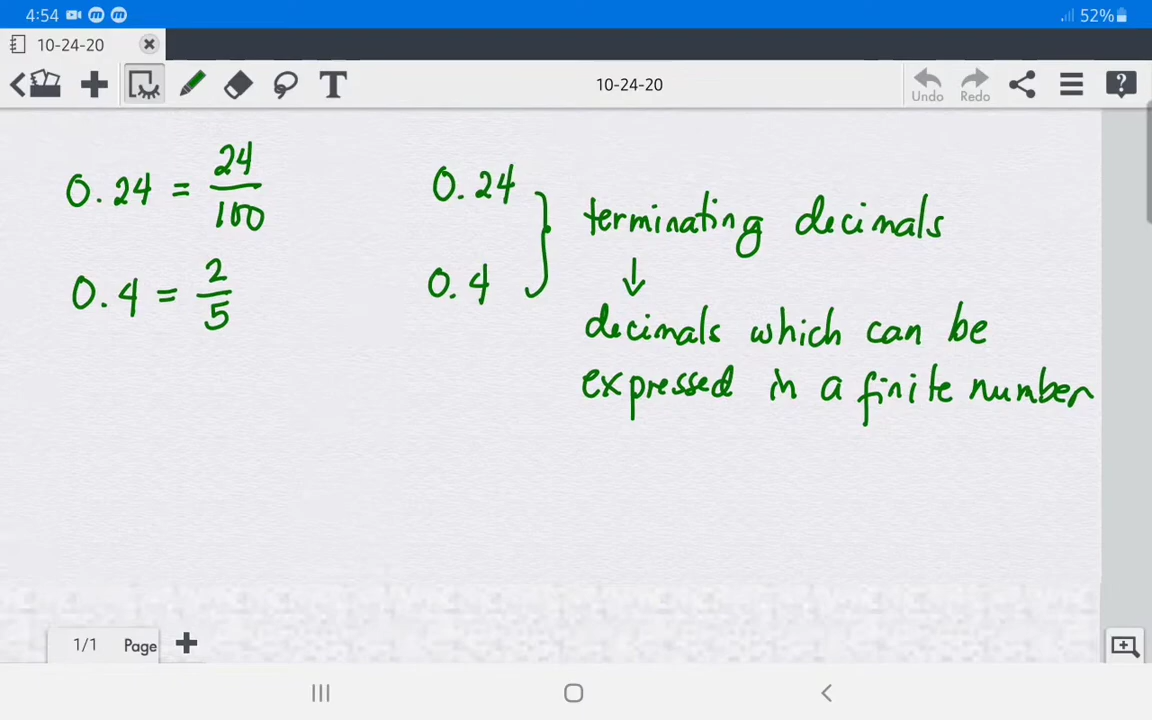 4:54 52%
10-24-20
10-24-20 Undo Redo
0.24 = 24/100
0.4 = 2/5
0.24
0.4
terminating decimals
↓
decimals which can be
expressed in a finite number
1/1 Page